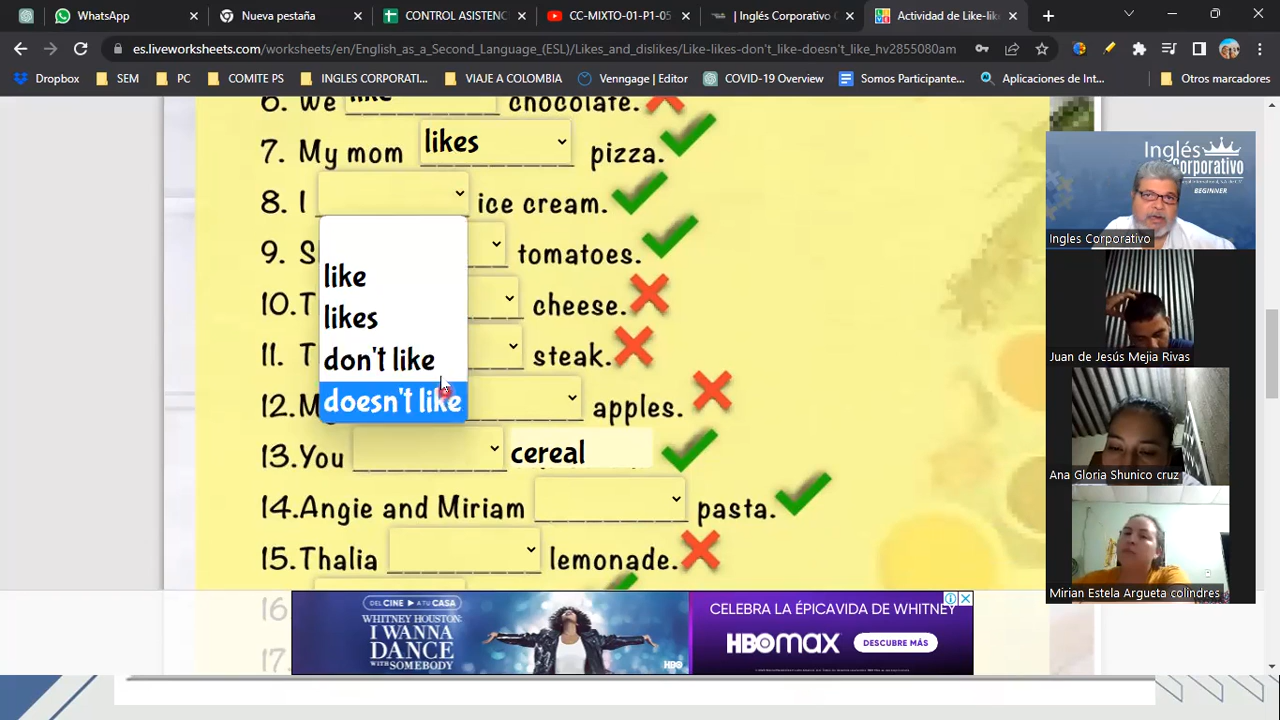 WhatsApp
Nueva pestaña
CONTROL ASISTENC
CC-MIXTO-01-P1-05
| Inglés Corporativo C
Actividad de Like-lik
es.liveworksheets.com/worksheets/en/English_as_a_Second_Language_(ESL)/Likes_and_dislikes/Like-likes-don't_like-doesn't_like_hv2855080am
Dropbox
SEM
PC
COMITE PS
INGLES CORPORATI...
VIAJE A COLOMBIA
Venngage | Editor
COVID-19 Overview
Somos Participante...
Aplicaciones de Int...
Otros marcadores
6. We like chocolate.
7. My mom likes pizza.
8. I ice cream.
like
likes
don't like
doesn't like
9. S tomatoes.
10. T cheese.
11. T steak.
12. M apples.
13.You cereal
14.Angie and Miriam pasta.
15.Thalia lemonade.
16
17.
DEL CINE A TU CASA
WHITNEY HOUSTON:
I WANNA
DANCE
WITH SOMEBODY
HBO
CELEBRA LA ÉPICAVIDA DE WHITNEY
HBOMAX
DESCUBRE MÁS
Inglés
Corporativo
BEGINNER
Ingles Corporativo
Juan de Jesús Mejia Rivas
Ana Gloria Shunico cruz
Mirian Estela Argueta colindres